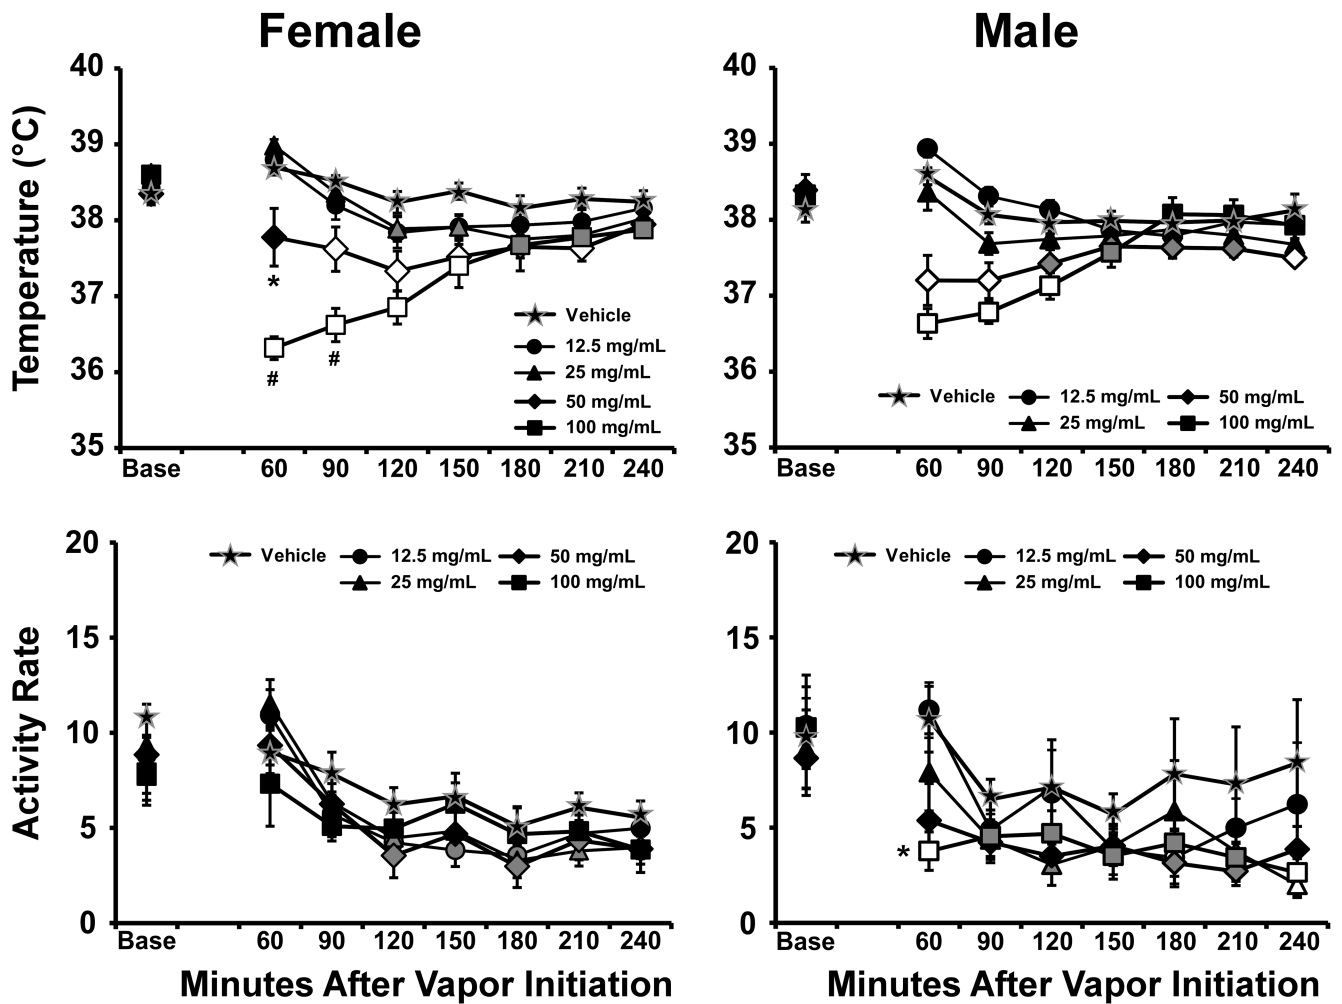 Female
Male
Temperature (°C)
40
39
38
37
36
35
Vehicle
12.5 mg/mL
25 mg/mL
50 mg/mL
100 mg/mL
*
#
#
Base 60 90 120 150 180 210 240
40
39
38
37
36
35
Vehicle 12.5 mg/mL 50 mg/mL
25 mg/mL 100 mg/mL
Base 60 90 120 150 180 210 240
Activity Rate
20
15
10
5
0
Vehicle 12.5 mg/mL 50 mg/mL
25 mg/mL 100 mg/mL
Base 60 90 120 150 180 210 240
Minutes After Vapor Initiation
20
15
10
5
0
Vehicle 12.5 mg/mL 50 mg/mL
25 mg/mL 100 mg/mL
*
Base 60 90 120 150 180 210 240
Minutes After Vapor Initiation